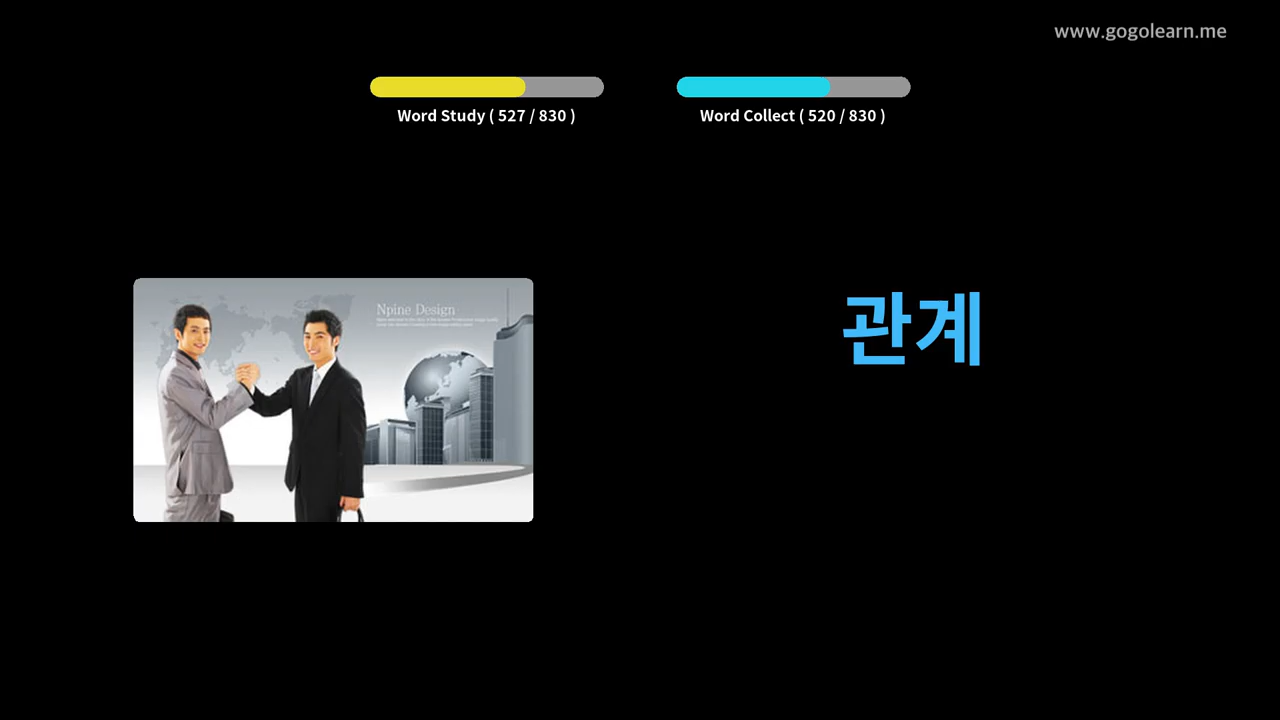 www.gogolearn.me
Word Study ( 527 / 830 )
Word Collect ( 520 / 830 )
Npine Design
관계